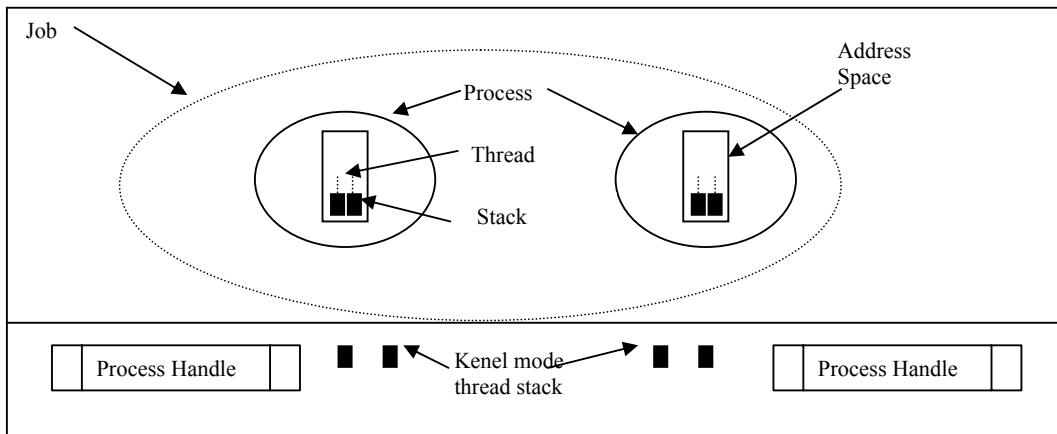 Job
Address
Space
Process
Thread
Stack
Process Handle
Kenel mode
thread stack
Process Handle